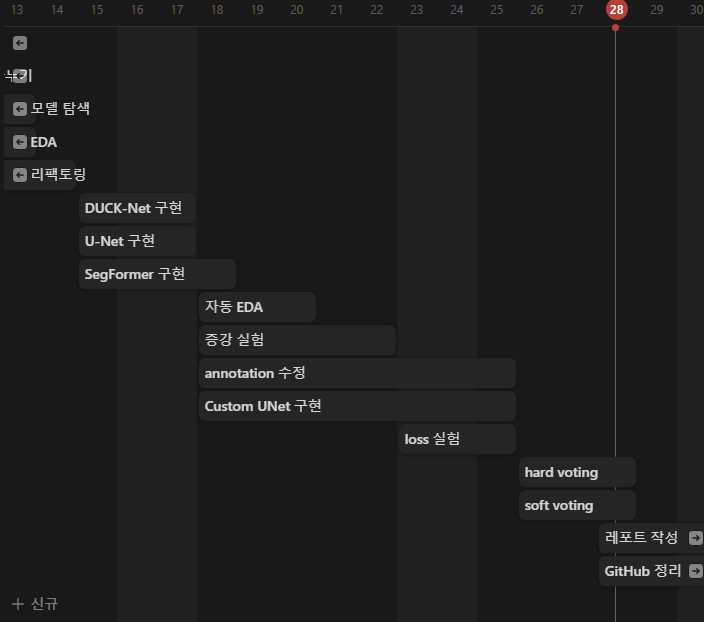 13 14 15 16 17 18 19 20 21 22 23 24 25 26 27 28 29 30
모델 탐색
EDA
리팩토링
DUCK-Net 구현
U-Net 구현
SegFormer 구현
자동 EDA
증강 실험
annotation 수정
Custom UNet 구현
loss 실험
hard voting
soft voting
레포트 작성
GitHub 정리
+ 신규